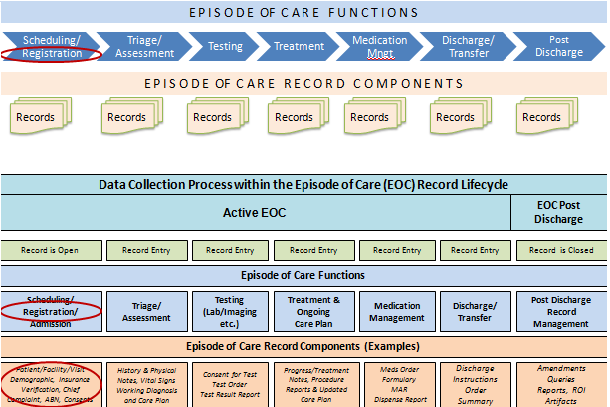 EPISODE OF CARE FUNCTIONS
Scheduling/
Registration
Triage/
Assessment
Testing
Treatment
Medication
Mngt.
Discharge/
Transfer
Post
Discharge
EPISODE OF CARE RECORD COMPONENTS
Records
Records
Records
Records
Records
Records
Records
Data Collection Process within the Episode of Care (EOC) Record Lifecycle
Active EOC
EOC Post
Discharge
Record is Open
Record Entry
Record Entry
Record Entry
Record Entry
Record Entry
Record is Closed
Episode of Care Functions
Scheduling/
Registration/
Admission
Triage/
Assessment
Testing
(Lab/Imaging
etc.)
Treatment &
Ongoing
Care Plan
Medication
Management
Discharge/
Transfer
Post Discharge
Record
Management
Episode of Care Record Components (Examples)
Patient/Facility/Visit
Demographic, Insurance
Verification, Chief
Complaint, ABN, Consents
History & Physical
Notes, Vital Signs
Working Diagnosis
and Care Plan
Consent for Test
Test Order
Test Result Report
Progress/Treatment
Notes, Procedure
Reports & Updated
Care Plan
Meds Order
Formulary
MAR
Dispense Report
Discharge
Instructions
Order
Summary
Amendments
Queries
Reports, ROI
Artifacts